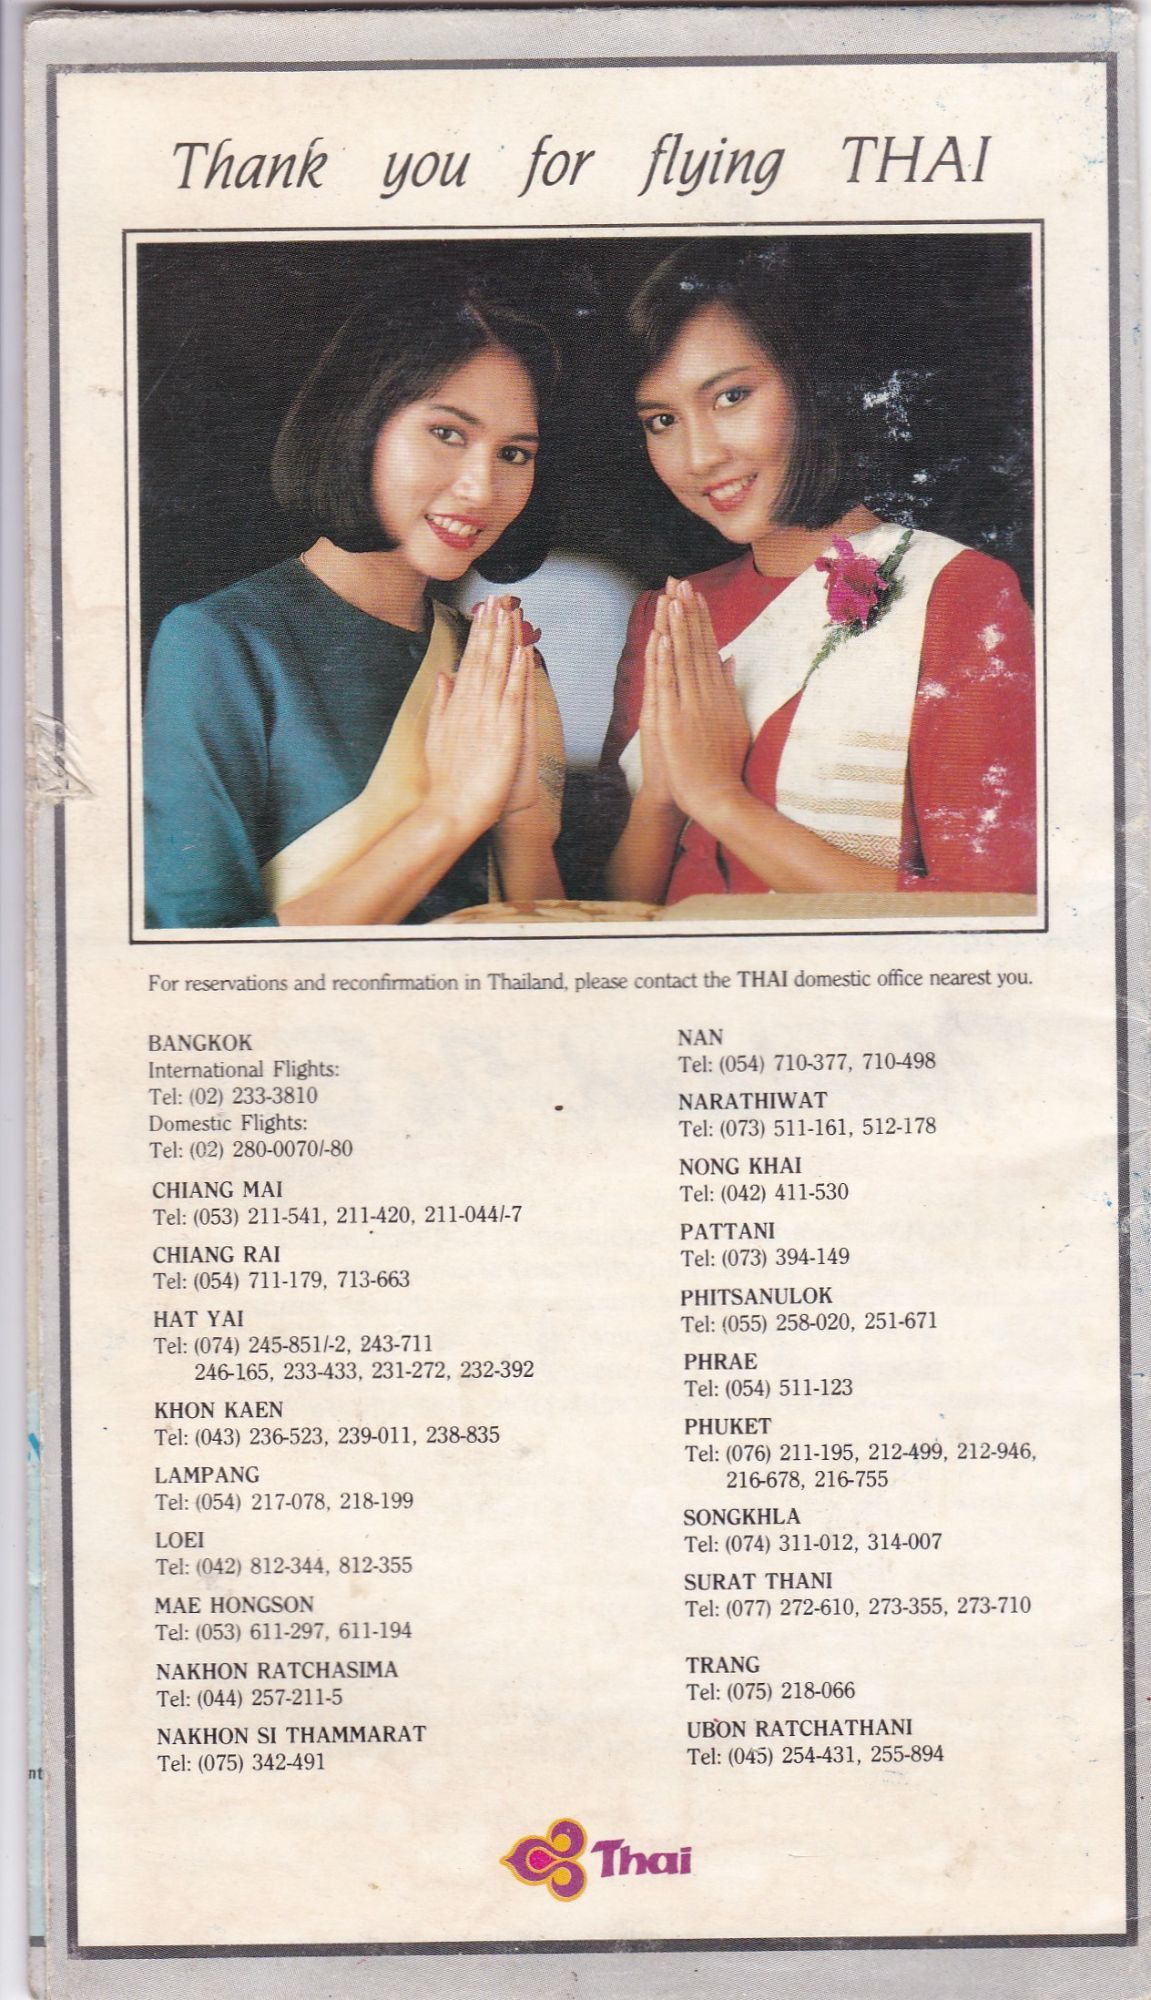 Thank you for flying THAI
For reservations and reconfirmation in Thailand, please contact the THAI domestic office nearest you.
BANGKOK
International Flights:
Tel: (02) 233-3810
Domestic Flights:
Tel: (02) 280-0070/-80
CHIANG MAI
Tel: (053) 211-541, 211-420, 211-044/-7
CHIANG RAI
Tel: (054) 711-179, 713-663
HAT YAI
Tel: (074) 245-851/-2, 243-711
246-165, 233-433, 231-272, 232-392
KHON KAEN
Tel: (043) 236-523, 239-011, 238-835
LAMPANG
Tel: (054) 217-078, 218-199
LOEI
Tel: (042) 812-344, 812-355
MAE HONGSON
Tel: (053) 611-297, 611-194
NAKHON RATCHASIMA
Tel: (044) 257-211-5
NAKHON SI THAMMARAT
Tel: (075) 342-491
NAN
Tel: (054) 710-377, 710-498
NARATHIWAT
Tel: (073) 511-161, 512-178
NONG KHAI
Tel: (042) 411-530
PATTANI
Tel: (073) 394-149
PHITSANULOK
Tel: (055) 258-020, 251-671
PHRAE
Tel: (054) 511-123
PHUKET
Tel: (076) 211-195, 212-499, 212-946,
216-678, 216-755
SONGKHLA
Tel: (074) 311-012, 314-007
SURAT THANI
Tel: (077) 272-610, 273-355, 273-710
TRANG
Tel: (075) 218-066
UBON RATCHATHANI
Tel: (045) 254-431, 255-894
nt
Thai